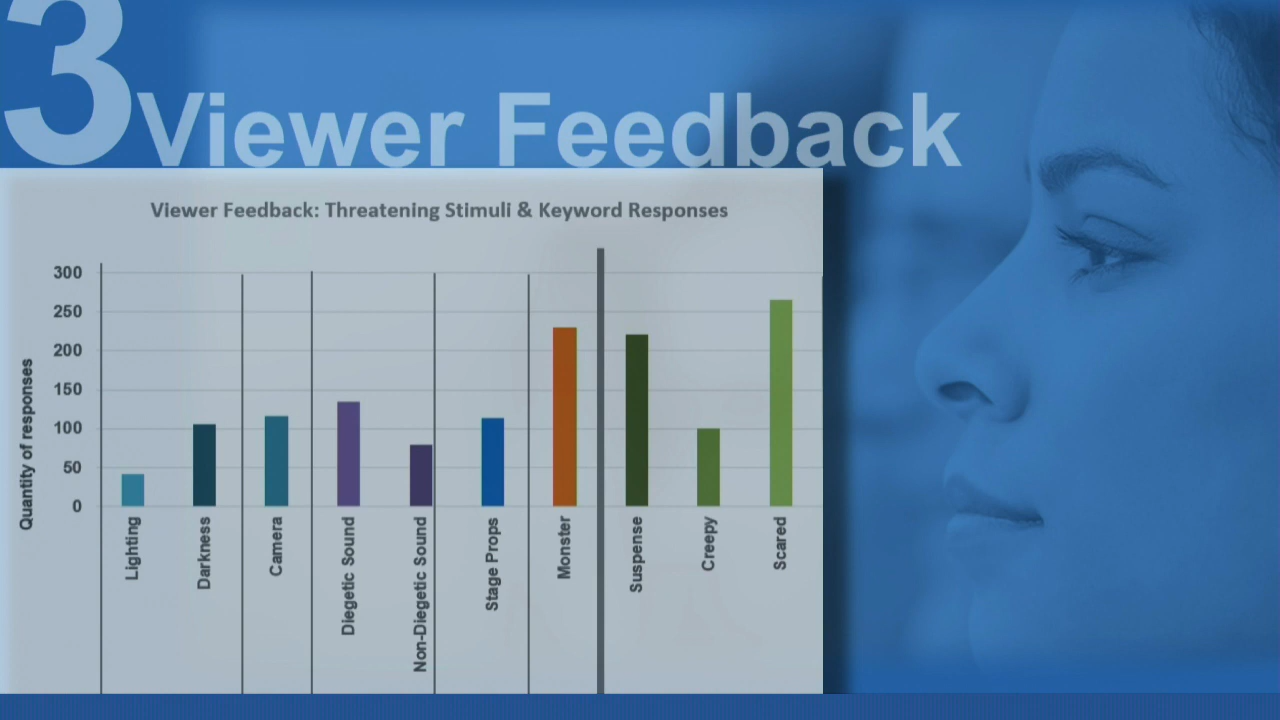 3
Viewer Feedback
Viewer Feedback: Threatening Stimuli & Keyword Responses
Quantity of responses
300
250
200
150
100
50
0
Lighting
Darkness
Camera
Diegetic Sound
Non-Diegetic Sound
Stage Props
Monster
Suspense
Creepy
Scared